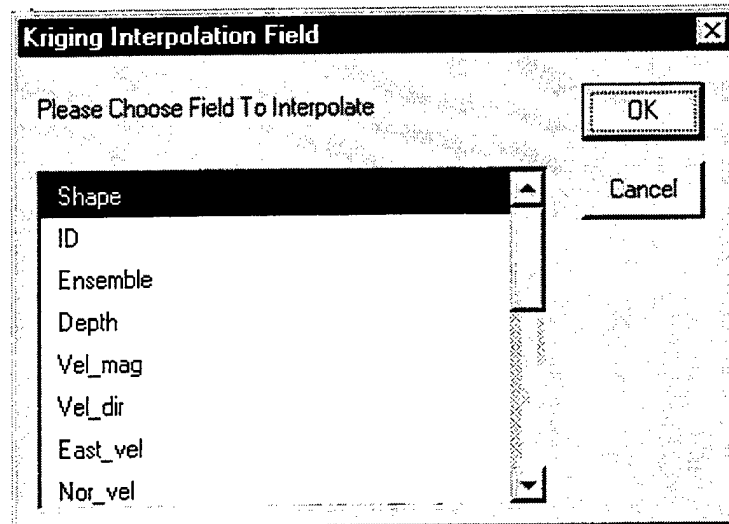 Kriging Interpolation Field
Please Choose Field To Interpolate
OK
Cancel
Shape
ID
Ensemble
Depth
Vel_mag
Vel_dir
East_vel
Nor_vel